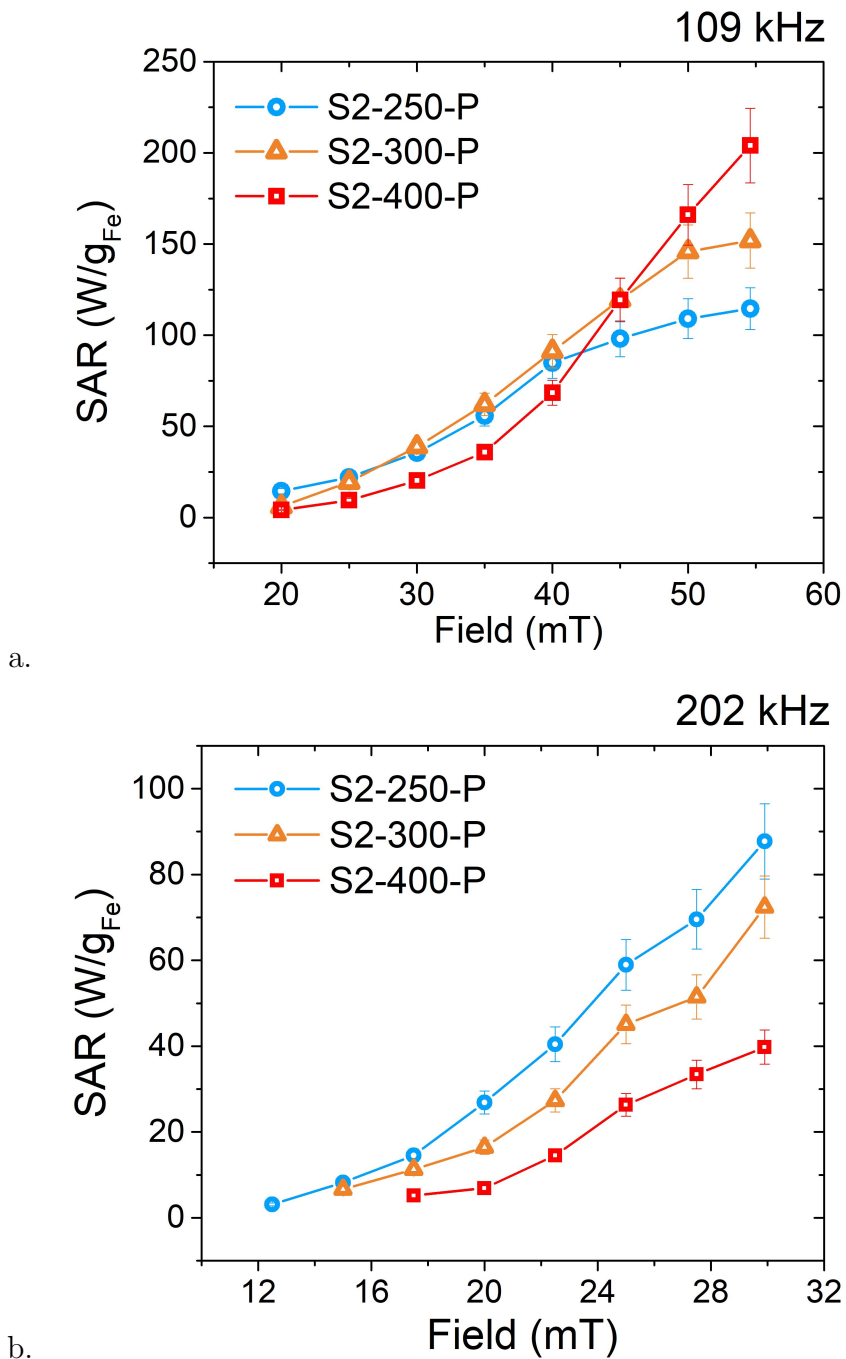 109 kHz
250
200
150
100
50
0
SAR (W/g_Fe)
S2-250-P
S2-300-P
S2-400-P
20 30 40 50 60
Field (mT)
a.
202 kHz
100
80
60
40
20
0
SAR (W/g_Fe)
S2-250-P
S2-300-P
S2-400-P
12 16 20 24 28 32
Field (mT)
b.